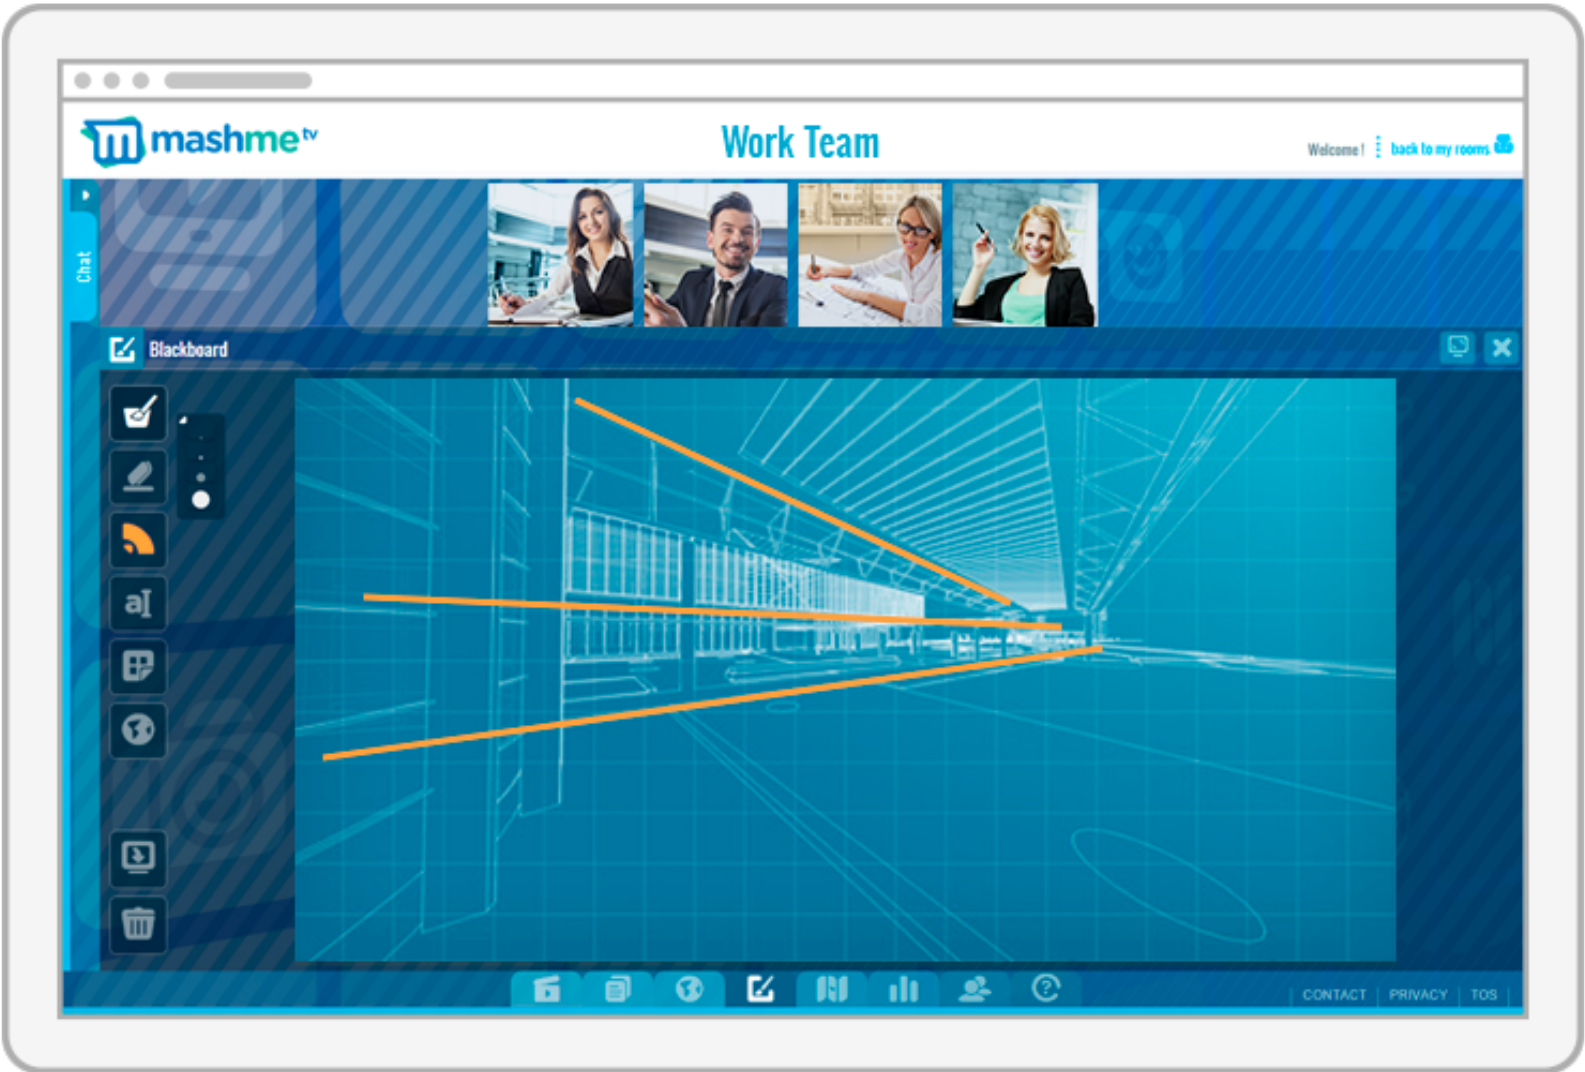 mashme tv
Work Team
Welcome !
back to my rooms
Chat
Blackboard
a
CONTACT
PRIVACY
TOS